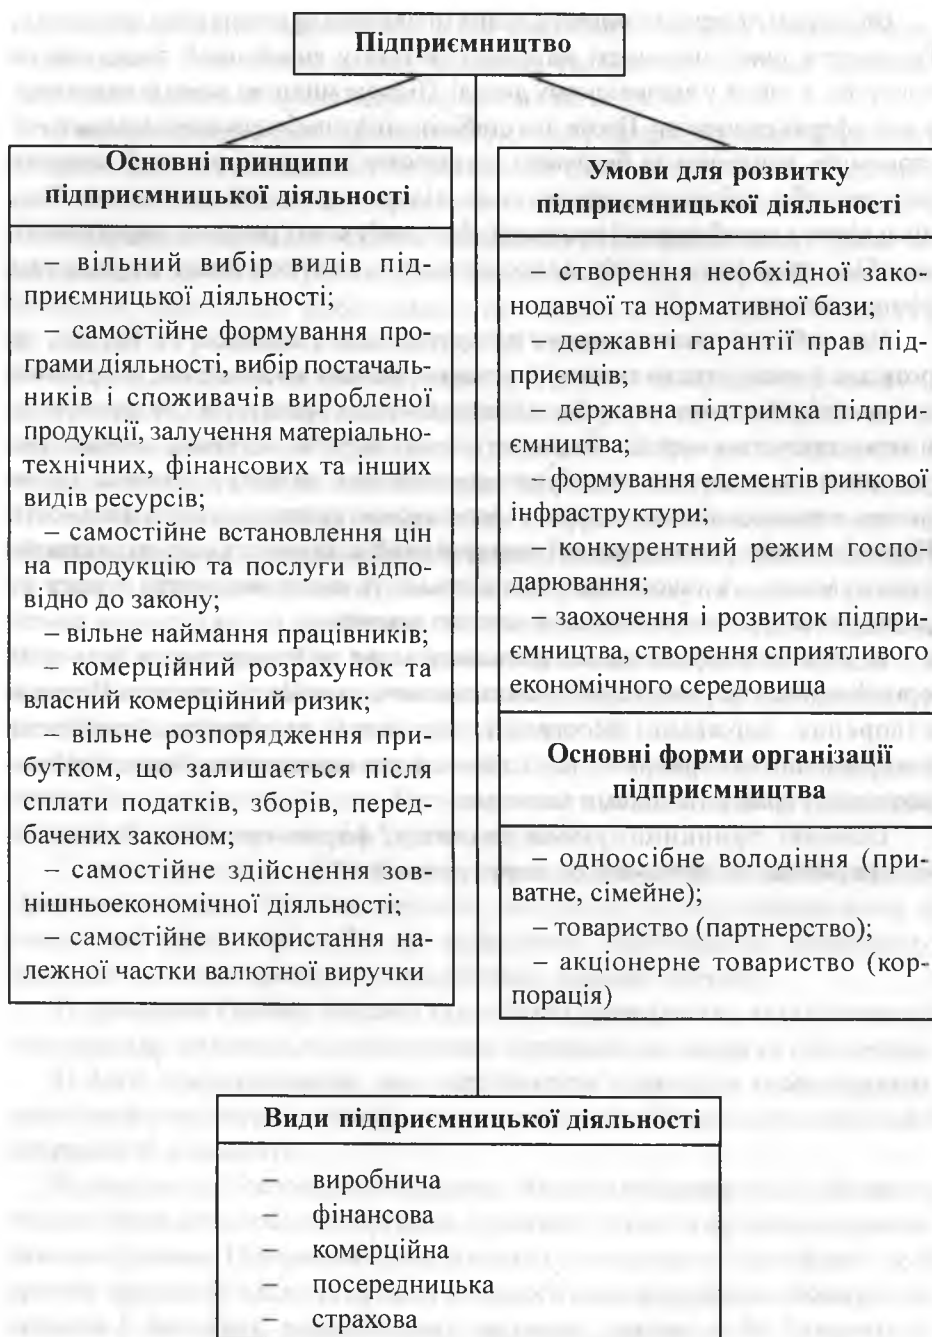 Підприємництво
Основні принципи
підприємницької діяльності
– вільний вибір видів під-
приємницької діяльності;
– самостійне формування про-
грами діяльності, вибір постачаль-
ників і споживачів виробленої
продукції, залучення матеріально-
технічних, фінансових та інших
видів ресурсів;
– самостійне встановлення цін
на продукцію та послуги відпо-
відно до закону;
– вільне наймання працівників;
– комерційний розрахунок та
власний комерційний ризик;
– вільне розпорядження при-
бутком, що залишається після
сплати податків, зборів, перед-
бачених законом;
– самостійне здійснення зов-
нішньоекономічної діяльності;
– самостійне використання на-
лежної частки валютної виручки
Умови для розвитку
підприємницької діяльності
– створення необхідної зако-
нодавчої та нормативної бази;
– державні гарантії прав під-
приємців;
– державна підтримка підпри-
ємництва;
– формування елементів ринкової
інфраструктури;
– конкурентний режим госпо-
дарювання;
– заохочення і розвиток підпри-
ємництва, створення сприятливого
економічного середовища
Основні форми організації
підприємництва
– одноосібне володіння (при-
ватне, сімейне);
– товариство (партнерство);
– акціонерне товариство (кор-
порація)
Види підприємницької діяльності
– виробнича
– фінансова
– комерційна
– посередницька
– страхова